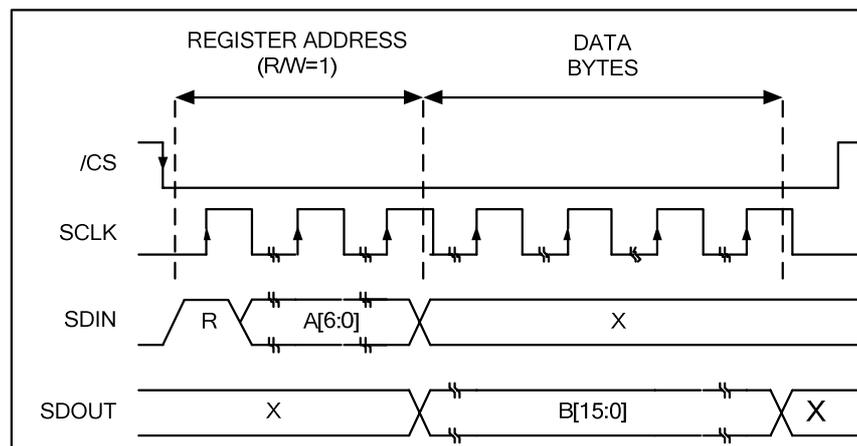 REGISTER ADDRESS
(R/W=1)
DATA
BYTES
/CS
SCLK
SDIN
R
A[6:0]
X
SDOUT
X
B[15:0]
X